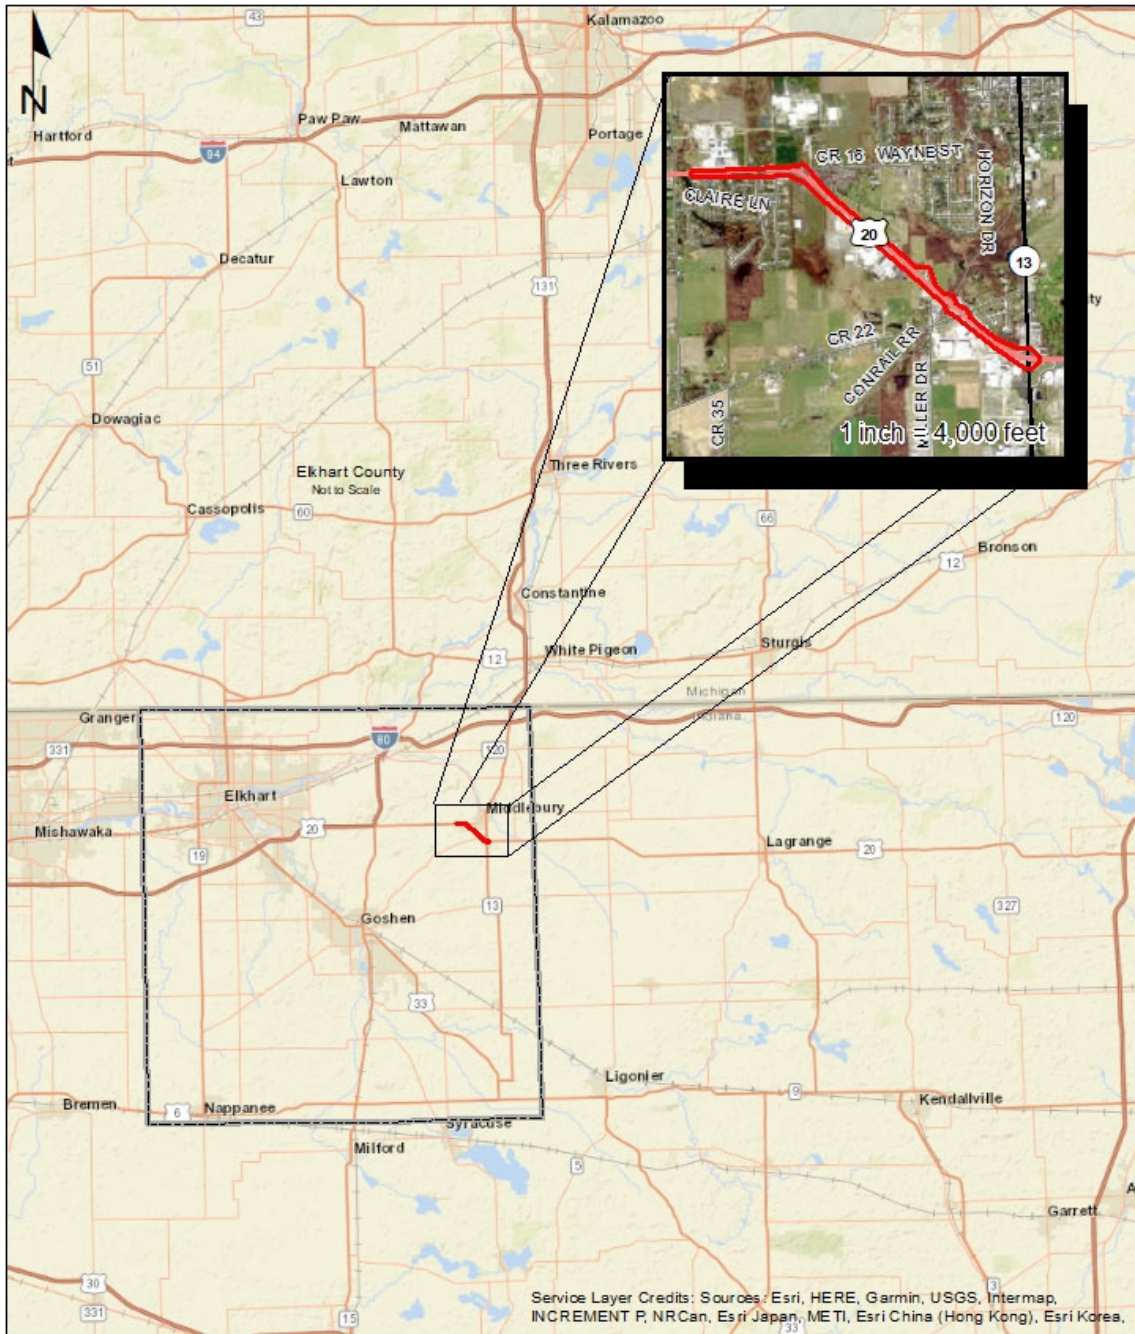 43
Kalamazoo
N
Paw Paw
Hartford
Mattawan
Portage
94
Lawton
Decatur
131
51
Dowagiac
Three Rivers
Elkhart County
Not to Scale
Cassopolis
60
66
Bronson
12
Constantine
Sturgis
White Pigeon
12
Michigan
Indiana
Granger
120
331
80
120
Elkhart
Middlebury
Mishawaka
20
Lagrange
20
19
13
327
Goshen
33
Ligonier
9
Bremen
6
Nappanee
Kendallville
Syracuse
Milford
5
Garrett
30
331
15
3
33
CR 16 WAYNE ST
HORIZON DR
CLAIRE LN
20
13
CR 22
CONRAIL RR
MILLER DR
CR 35
1 inch 4,000 feet
Service Layer Credits: Sources: Esri, HERE, Garmin, USGS, Intermap,
INCREMENT P, NRCan, Esri Japan, METI, Esri China (Hong Kong), Esri Korea,